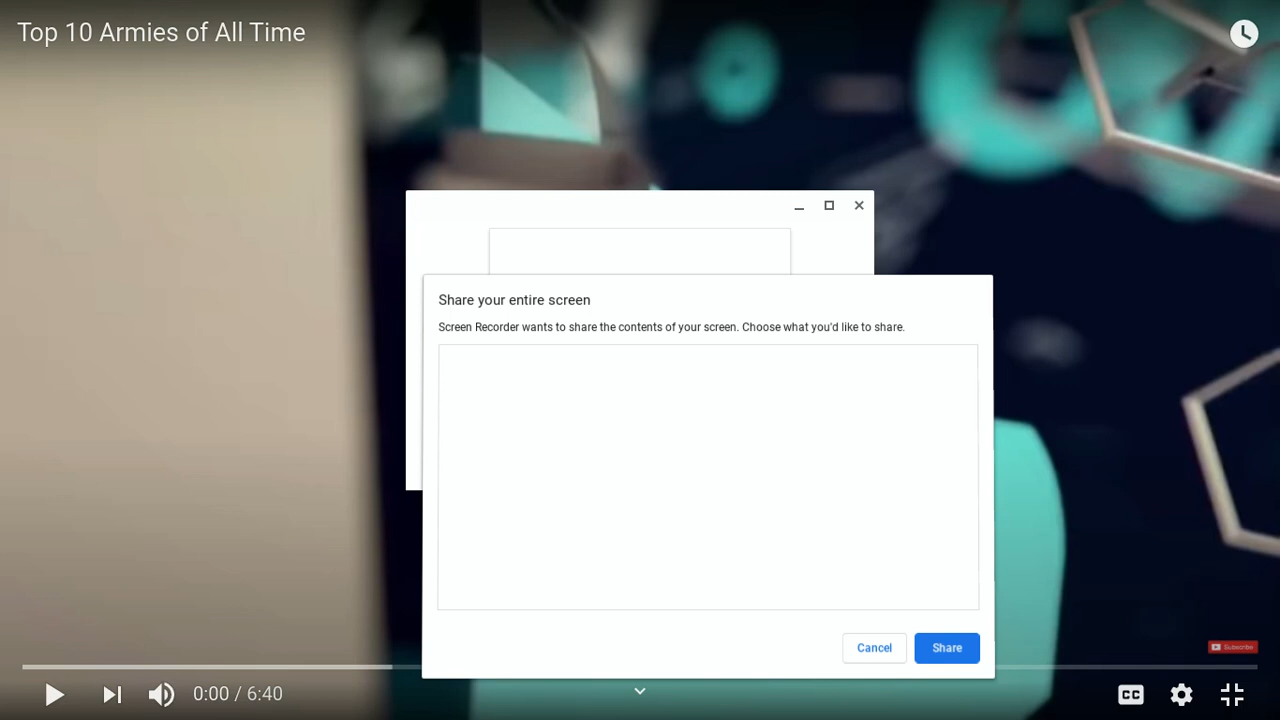 Top 10 Armies of All Time
Share your entire screen
Screen Recorder wants to share the contents of your screen. Choose what you'd like to share.
Cancel
Share
Subscribe
0:00 / 6:40
CC